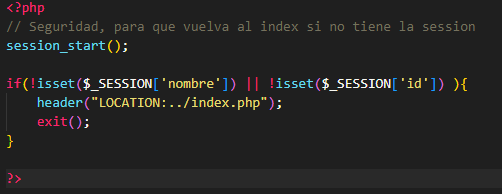 <?php
// Seguridad, para que vuelva al index si no tiene la session
session_start();
if(!isset($_SESSION['nombre']) || !isset($_SESSION['id']) ){
header("LOCATION:../index.php");
exit();
}
?>